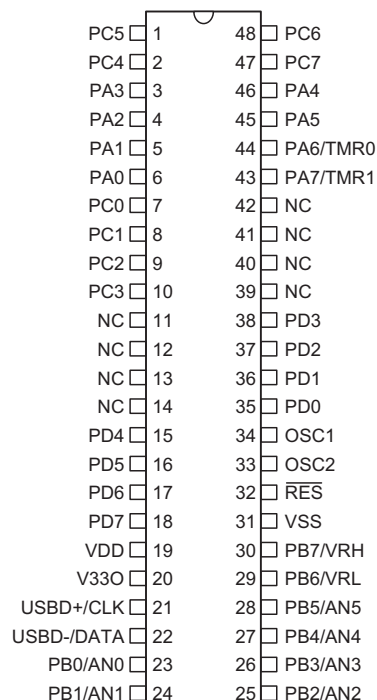 PC5 1 48 PC6
PC4 2 47 PC7
PA3 3 46 PA4
PA2 4 45 PA5
PA1 5 44 PA6/TMR0
PA0 6 43 PA7/TMR1
PC0 7 42 NC
PC1 8 41 NC
PC2 9 40 NC
PC3 10 39 NC
NC 11 38 PD3
NC 12 37 PD2
NC 13 36 PD1
NC 14 35 PD0
PD4 15 34 OSC1
PD5 16 33 OSC2
PD6 17 32 RES
PD7 18 31 VSS
VDD 19 30 PB7/VRH
V33O 20 29 PB6/VRL
USBD+/CLK 21 28 PB5/AN5
USBD-/DATA 22 27 PB4/AN4
PB0/AN0 23 26 PB3/AN3
PB1/AN1 24 25 PB2/AN2